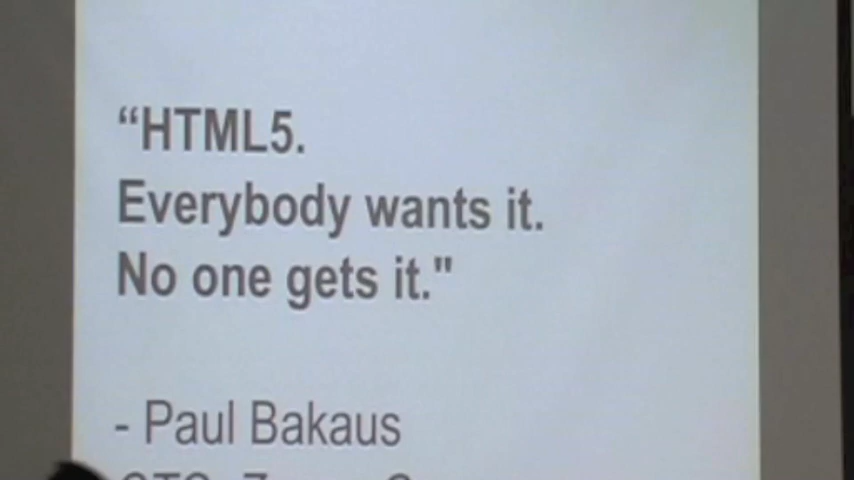 “HTML5.
Everybody wants it.
No one gets it."
- Paul Bakaus